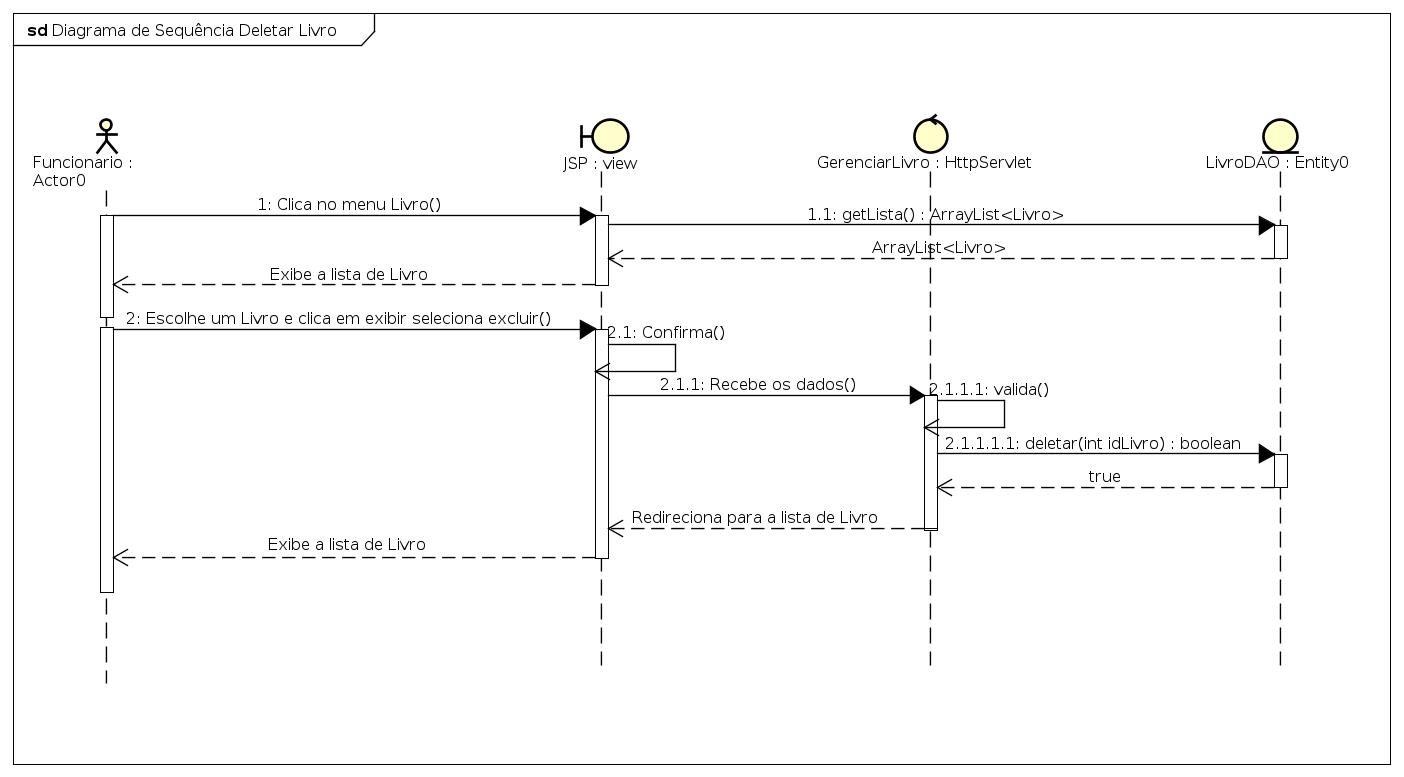 sd Diagrama de Sequência Deletar Livro
Funcionario :
Actor0
JSP : view
GerenciarLivro : HttpServlet
LivroDAO : Entity0
1: Clica no menu Livro()
1.1: getLista() : ArrayList<Livro>
ArrayList<Livro>
Exibe a lista de Livro
2: Escolhe um Livro e clica em exibir seleciona excluir()
2.1: Confirma()
2.1.1: Recebe os dados()
2.1.1.1: valida()
2.1.1.1.1: deletar(int idLivro) : boolean
true
Redireciona para a lista de Livro
Exibe a lista de Livro